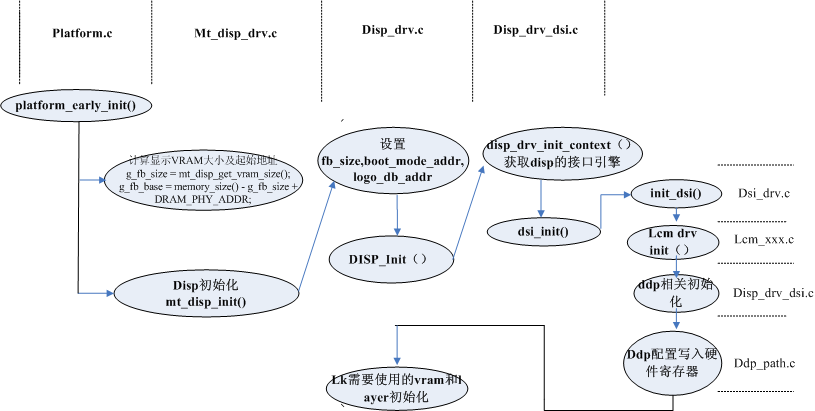 Platform.c
Mt_disp_drv.c
Disp_drv.c
Disp_drv_dsi.c
platform_early_init()
计算显示VRAM大小及起始地址
g_fb_size = mt_disp_get_vram_size();
g_fb_base = memory_size() - g_fb_size +
DRAM_PHY_ADDR;
Disp初始化
mt_disp_init()
设置
fb_size,boot_mode_addr,
logo_db_addr
DISP_Init（）
disp_drv_init_context（）
获取disp的接口引擎
dsi_init()
init_dsi()
Dsi_drv.c
Lcm drv
init（）
Lcm_xxx.c
ddp相关初始
化
Disp_drv_dsi.c
Ddp配置写入硬
件寄存器
Ddp_path.c
Lk需要使用的vram和l
ayer初始化